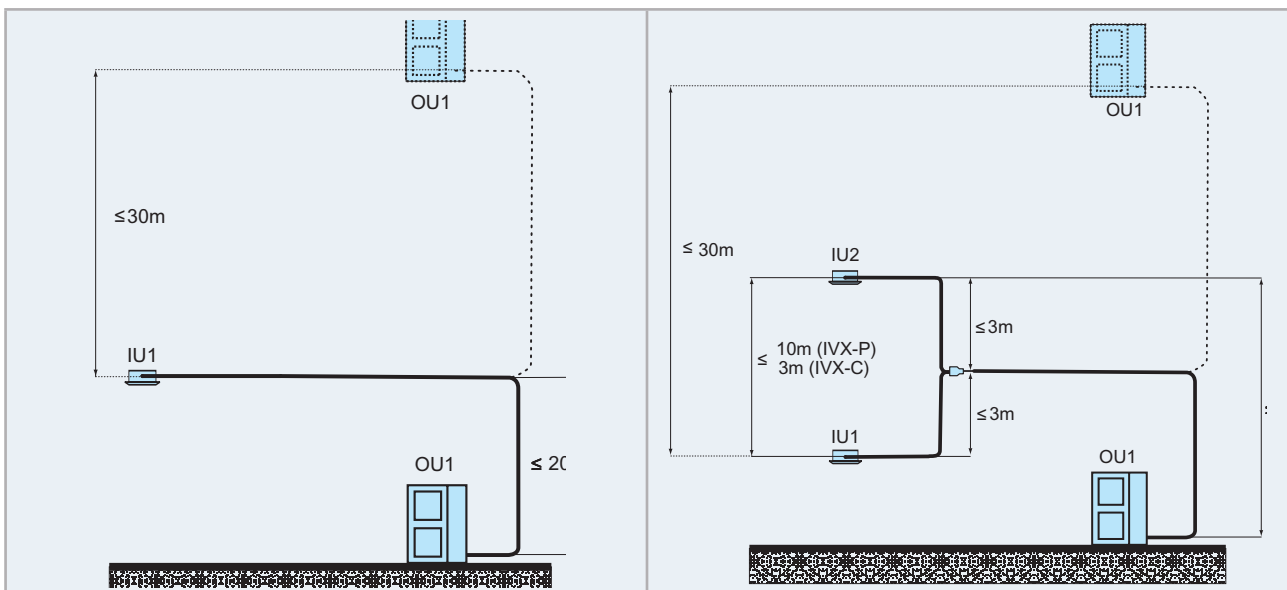 OU1
≤30m
IU1
OU1
≤ 20
OU1
≤ 30m
IU2
≤3m
≤ 10m (IVX-P)
3m (IVX-C)
≤3m
IU1
OU1